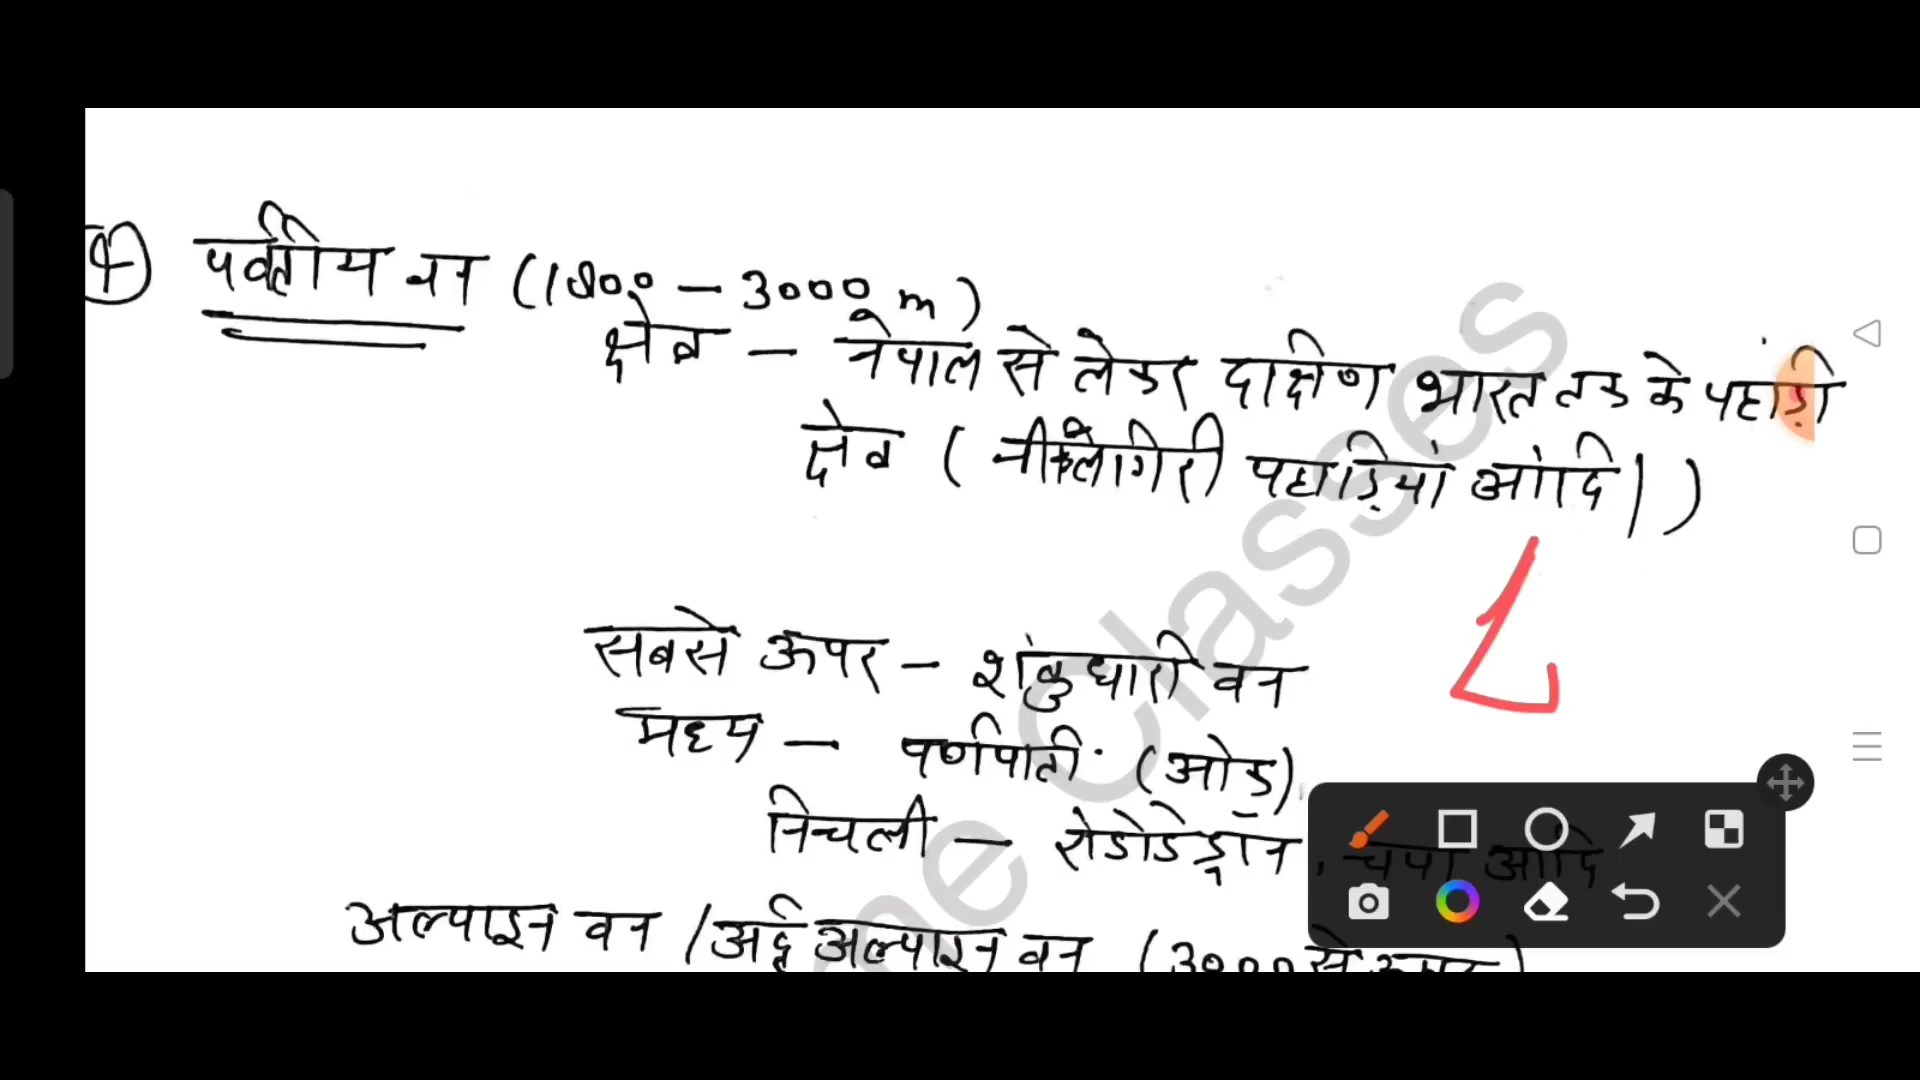 ④ पर्वतीय वन (1800 – 3000 m)
क्षेत्र – नेपाल से लेकर दक्षिण भारत तक के पहाड़ी
क्षेत्र ( नीलगिरी पहाड़ियां आदि। )
सबसे ऊपर – शंकुधारी वन
मध्य – पर्णपाती (ओक)
निचली – रोडोडेंड्रॉन, चंपा आदि
अल्पाइन वन / अर्द्ध अल्पाइन वन (3000 से ऊपर)
Classes